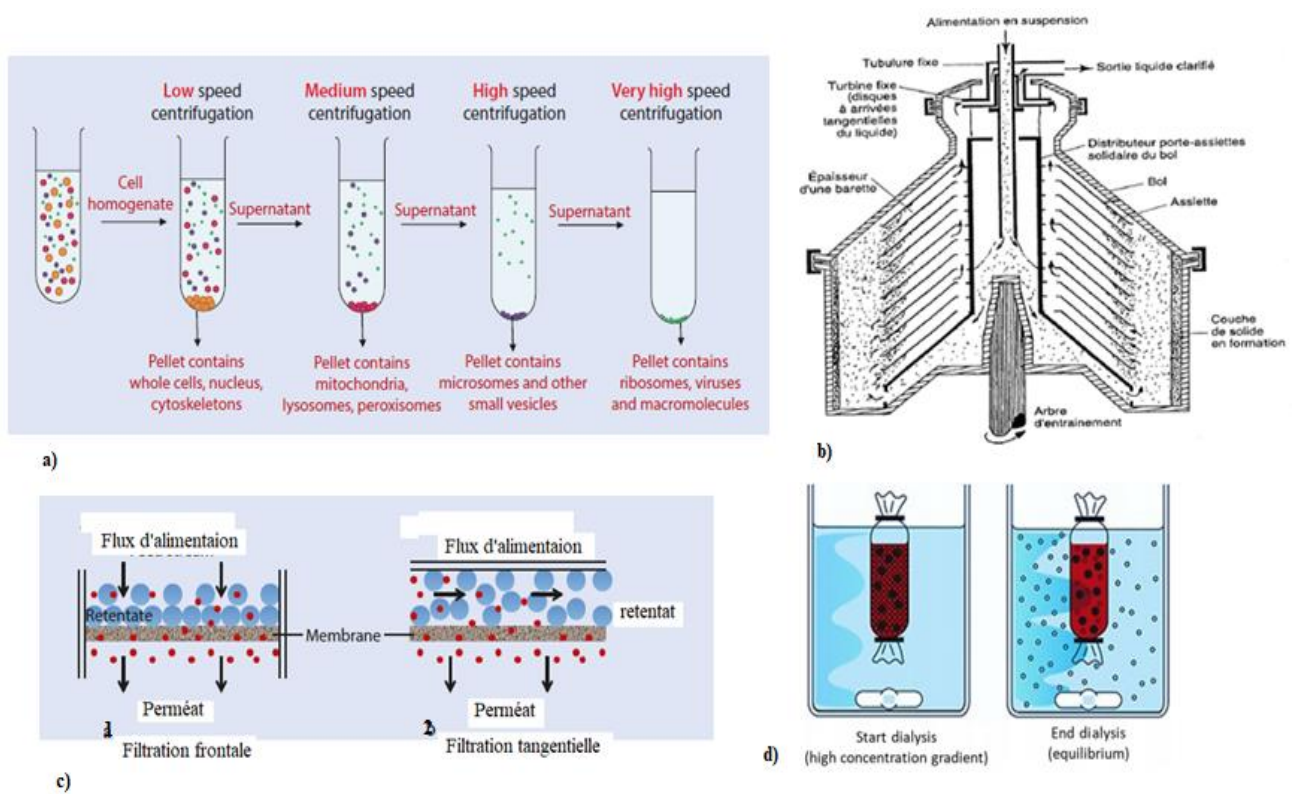 Low speed
centrifugation
Medium speed
centrifugation
High speed
centrifugation
Very high speed
centrifugation
Cell
homogenate
Supernatant
Supernatant
Supernatant
Pellet contains
whole cells, nucleus,
cytoskeletons
Pellet contains
mitochondria,
lysosomes, peroxisomes
Pellet contains
microsomes and other
small vesicles
Pellet contains
ribosomes, viruses
and macromolecules
a)
Alimentation en suspension
Tubulure fixe
Sortie liquide clarifié
Turbine fixe
(disques
à arrivées
tangentielles
du liquide)
Distributeur porte-assiettes
solidaire du bol
Épaisseur
d'une barette
Bol
Assiette
Couche
de solide
en formation
Arbre
d'entrainement
b)
Flux d'alimentaion
Retentate
Membrane
Perméat
1
Filtration frontale
Flux d'alimentaion
retentat
Perméat
2
Filtration tangentielle
c)
Start dialysis
(high concentration gradient)
End dialysis
(equilibrium)
d)